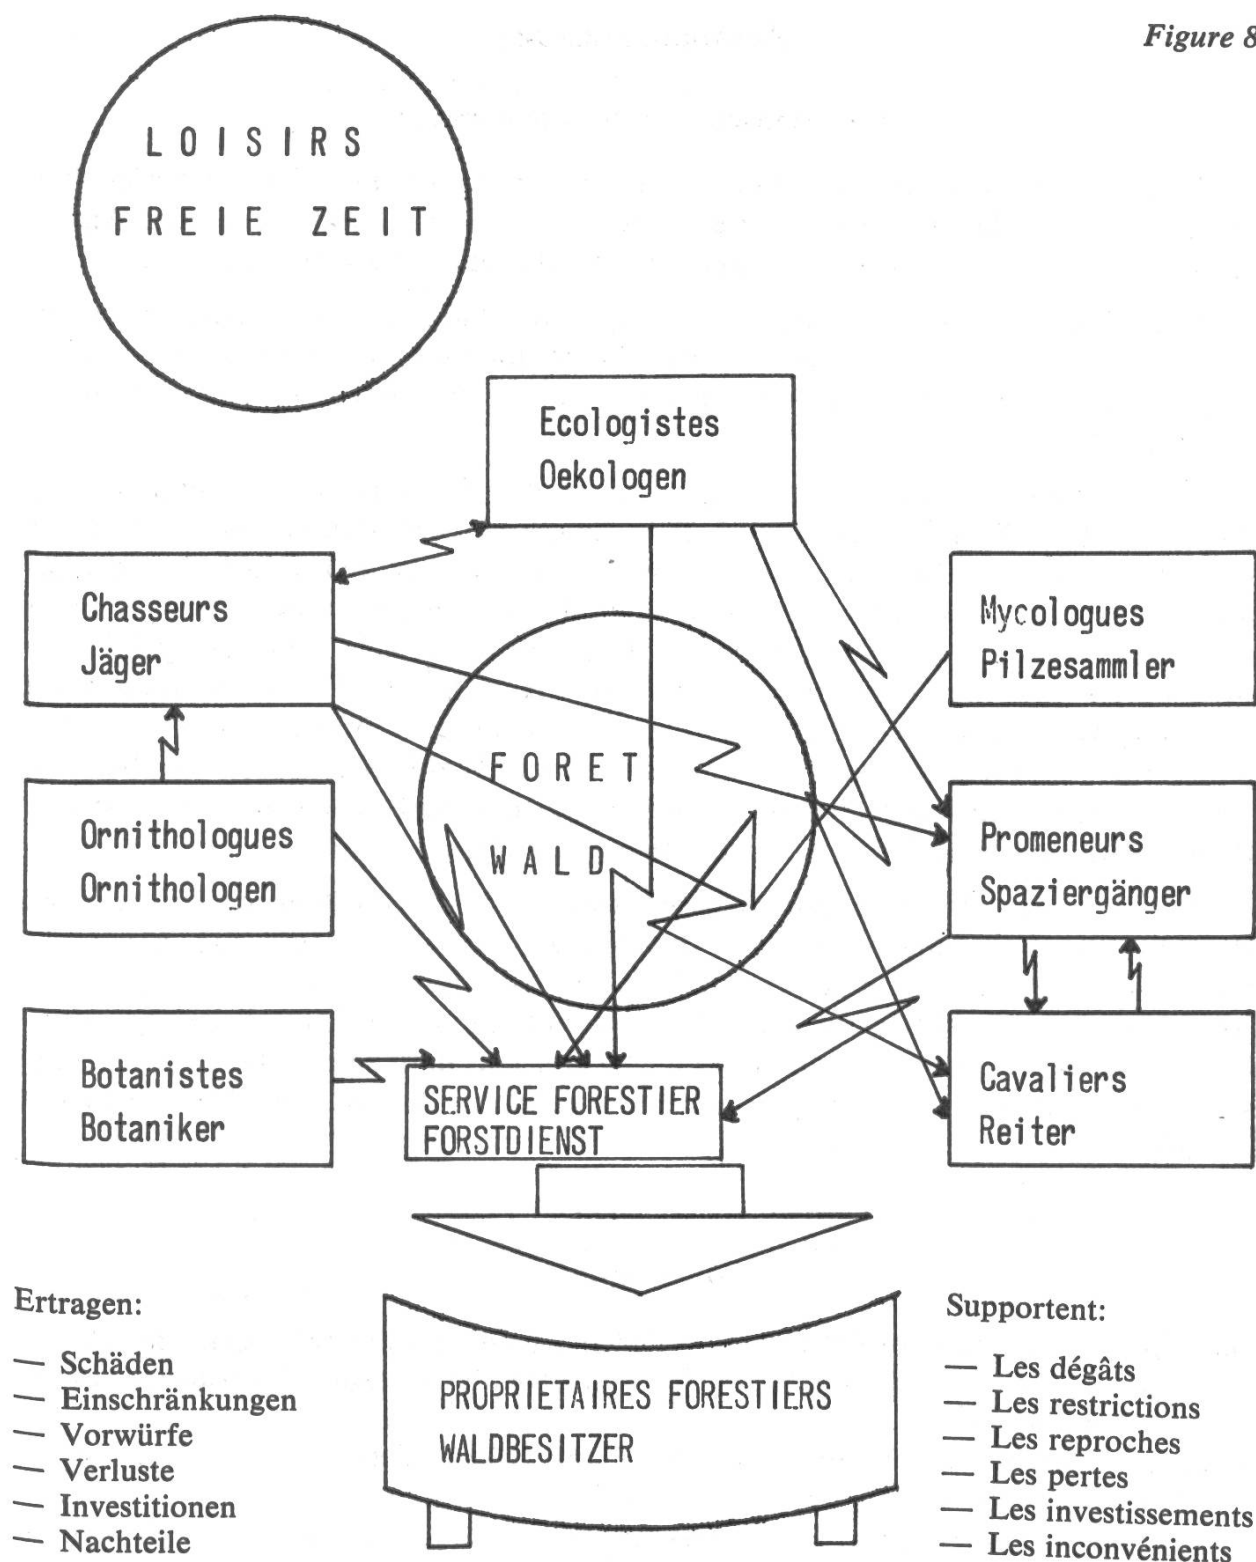 Figure 8
LOISIRS
FREIE ZEIT
Ecologistes
Oekologen
Chasseurs
Jäger
Mycologues
Pilzesammler
FORET
WALD
Ornithologues
Ornithologen
Promeneurs
Spaziergänger
Botanistes
Botaniker
SERVICE FORESTIER
FORSTDIENST
Cavaliers
Reiter
Ertragen:
— Schäden
— Einschränkungen
— Vorwürfe
— Verluste
— Investitionen
— Nachteile
PROPRIETAIRES FORESTIERS
WALDBESITZER
Supportent:
— Les dégâts
— Les restrictions
— Les reproches
— Les pertes
— Les investissements
— Les inconvénients